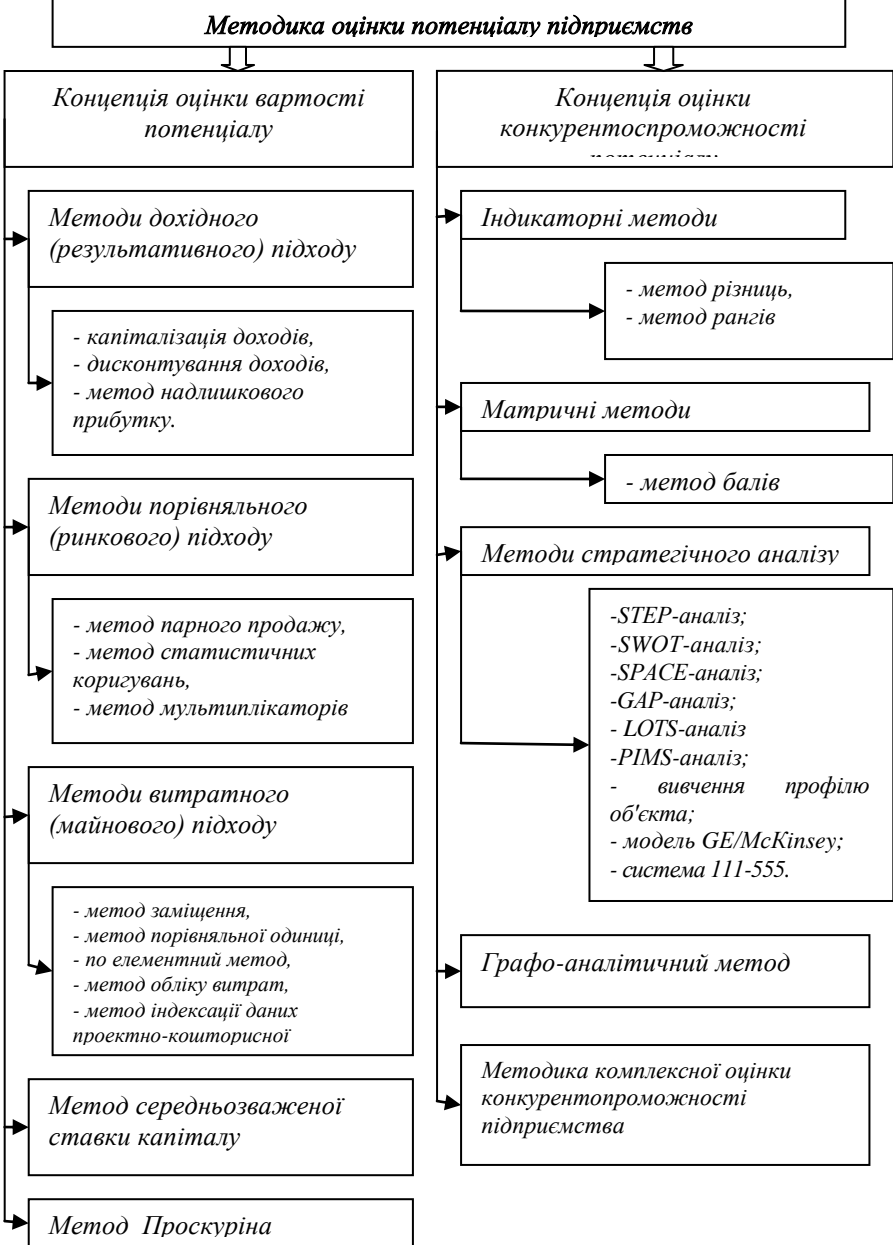 Методика оцінки потенціалу підприємств
Концепція оцінки вартості
потенціалу
Методи дохідного
(результативного) підходу
- капіталізація доходів,
- дисконтування доходів,
- метод надлишкового
прибутку.
Методи порівняльного
(ринкового) підходу
- метод парного продажу,
- метод статистичних
коригувань,
- метод мультиплікаторів
Методи витратного
(майнового) підходу
- метод заміщення,
- метод порівняльної одиниці,
- по елементний метод,
- метод обліку витрат,
- метод індексації даних
проектно-кошторисної
Метод середньозваженої
ставки капіталу
Метод Проскуріна
Концепція оцінки
конкурентоспроможності
Індикаторні методи
- метод різниць,
- метод рангів
Матричні методи
- метод балів
Методи стратегічного аналізу
-STEP-аналіз;
-SWOT-аналіз;
-SPACE-аналіз;
-GAP-аналіз;
- LOTS-аналіз
-PIMS-аналіз;
- вивчення профілю
об'єкта;
- модель GE/McKinsey;
- система 111-555.
Графо-аналітичний метод
Методика комплексної оцінки
конкурентопроможності
підприємства